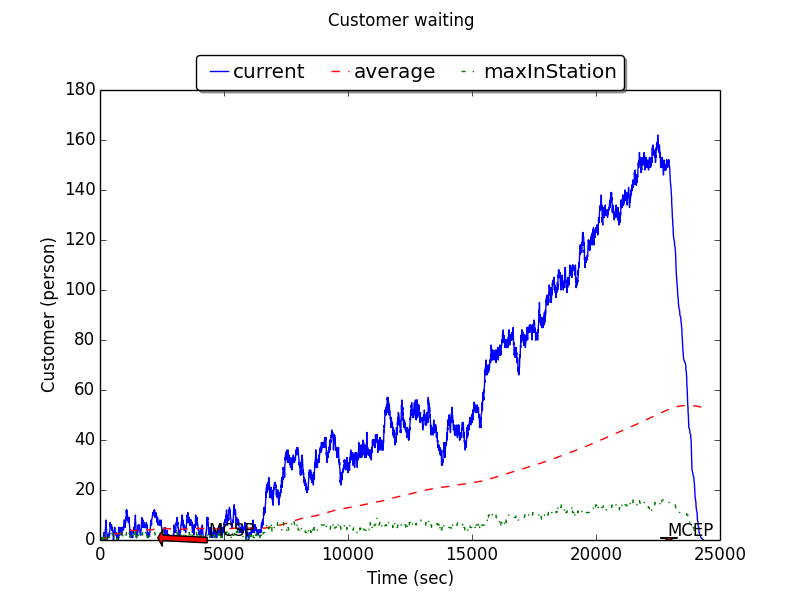 Customer waiting
current average maxInStation
180
160
140
120
100
80
60
40
20
0
Customer (person)
MCSP
MCEP
0 5000 10000 15000 20000 25000
Time (sec)